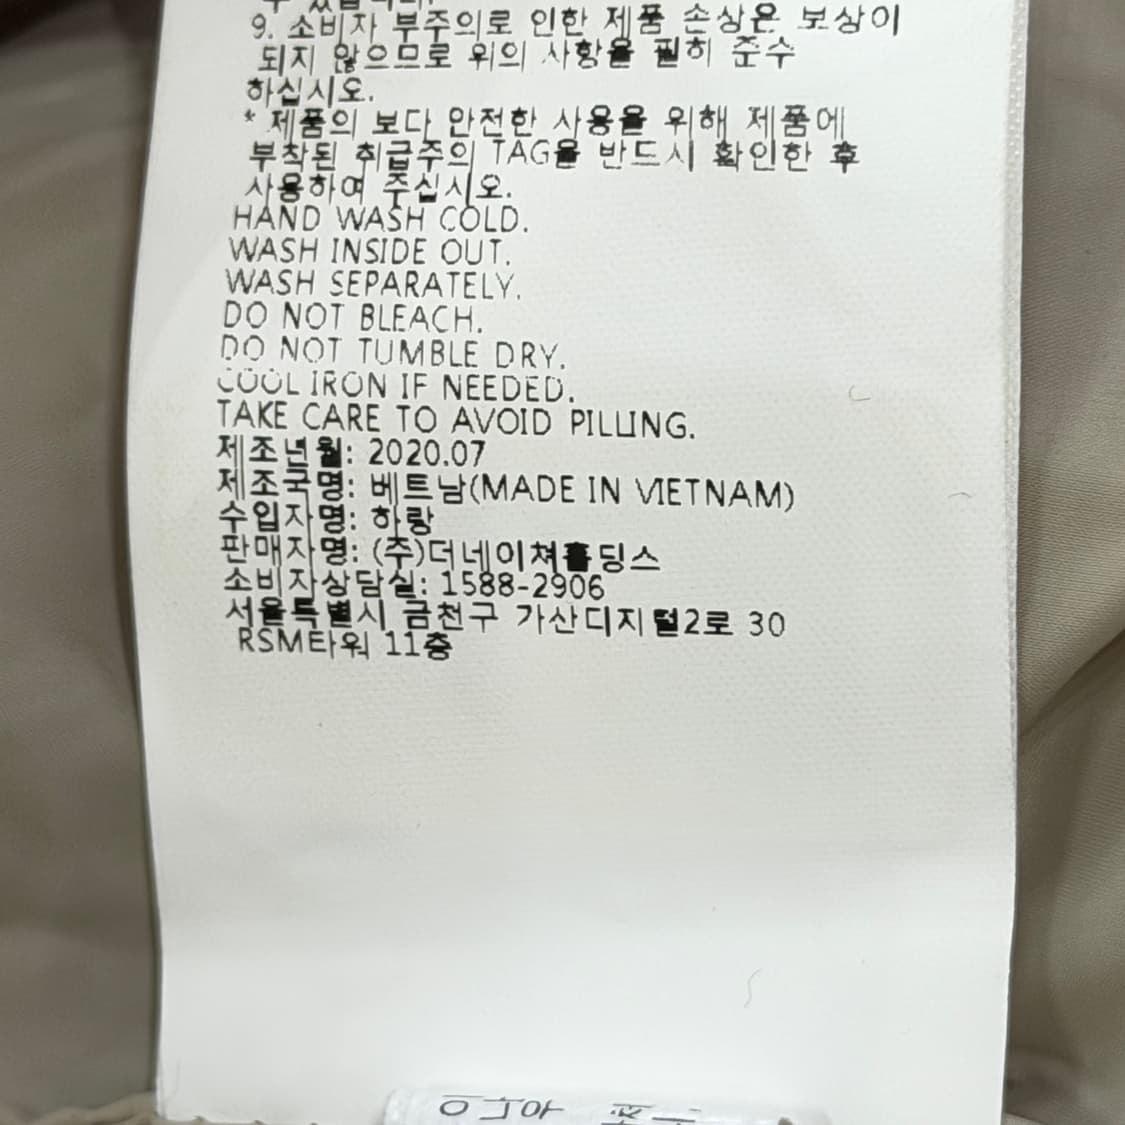 9. 소비자 부주의로 인한 제품 손상은 보상이
되지 않으므로 위의 사항을 필히 준수
하십시오.
* 제품의 보다 안전한 사용을 위해 제품에
부착된 취급주의 TAG을 반드시 확인한 후
사용하여 주십시오.
HAND WASH COLD.
WASH INSIDE OUT.
WASH SEPARATELY.
DO NOT BLEACH.
DO NOT TUMBLE DRY.
COOL IRON IF NEEDED.
TAKE CARE TO AVOID PILLING.
제조년월: 2020.07
제조국명: 베트남(MADE IN VIETNAM)
수입자명: 하랑
판매자명: (주)더네이쳐홀딩스
소비자상담실: 1588-2906
서울특별시 금천구 가산디지털2로 30
RSM타워 11층